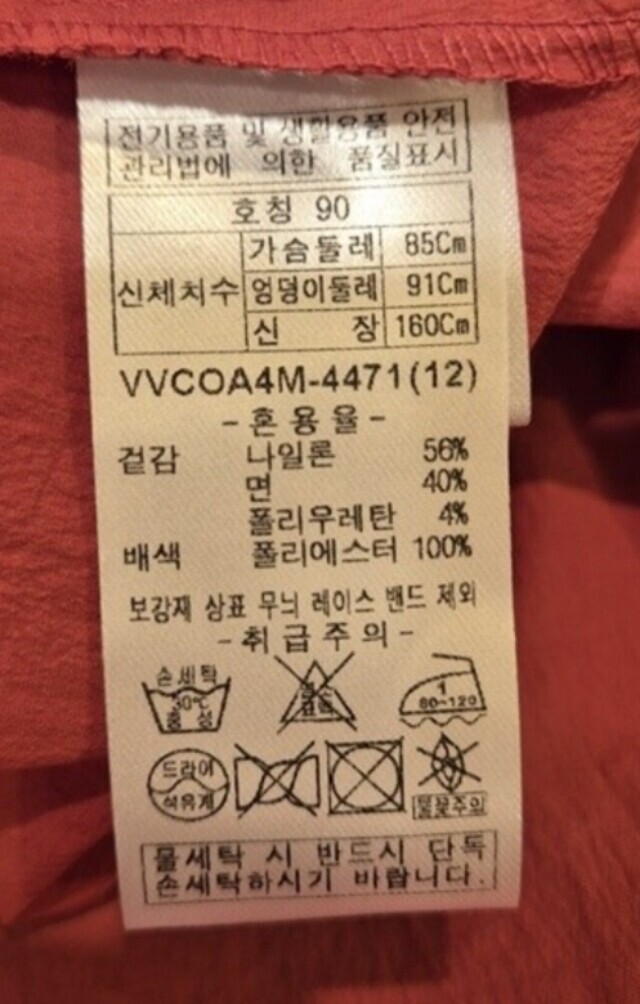 전기용품 및 생활용품 안전
관리법에 의한 품질표시
호칭 90
신체치수
가슴둘레 85Cm
엉덩이둘레 91Cm
신 장 160Cm
VVCOA4M-4471(12)
-혼용율-
겉감 나일론 56%
면 40%
폴리우레탄 4%
배색 폴리에스터 100%
보강재 상표 무늬 레이스 밴드 제외
-취급주의-
손세탁
30℃
중성
1
80~120
드라이
석유계
불꽃주의
물세탁 시 반드시 단독
손세탁하시기 바랍니다.